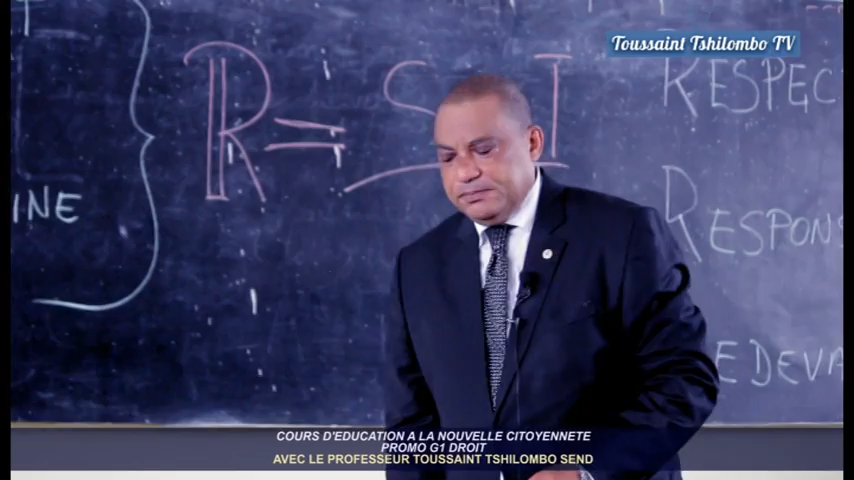 Toussaint Tshilombo TV
R = S I
RESPEC
INE
RESPONS
EDEVA
COURS D'EDUCATION A LA NOUVELLE CITOYENNETE
PROMO G1 DROIT
AVEC LE PROFESSEUR TOUSSAINT TSHILOMBO SEND